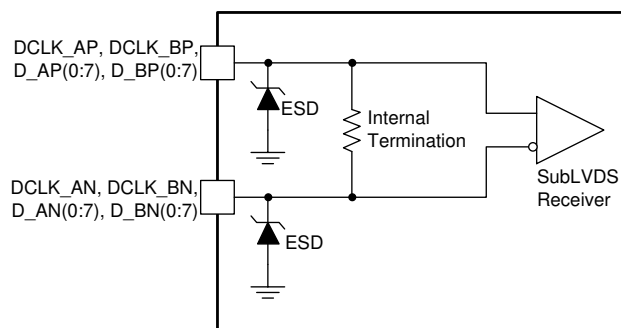 DCLK_AP, DCLK_BP,
D_AP(0:7), D_BP(0:7)
ESD
Internal
Termination
SubLVDS
Receiver
DCLK_AN, DCLK_BN,
D_AN(0:7), D_BN(0:7)
ESD